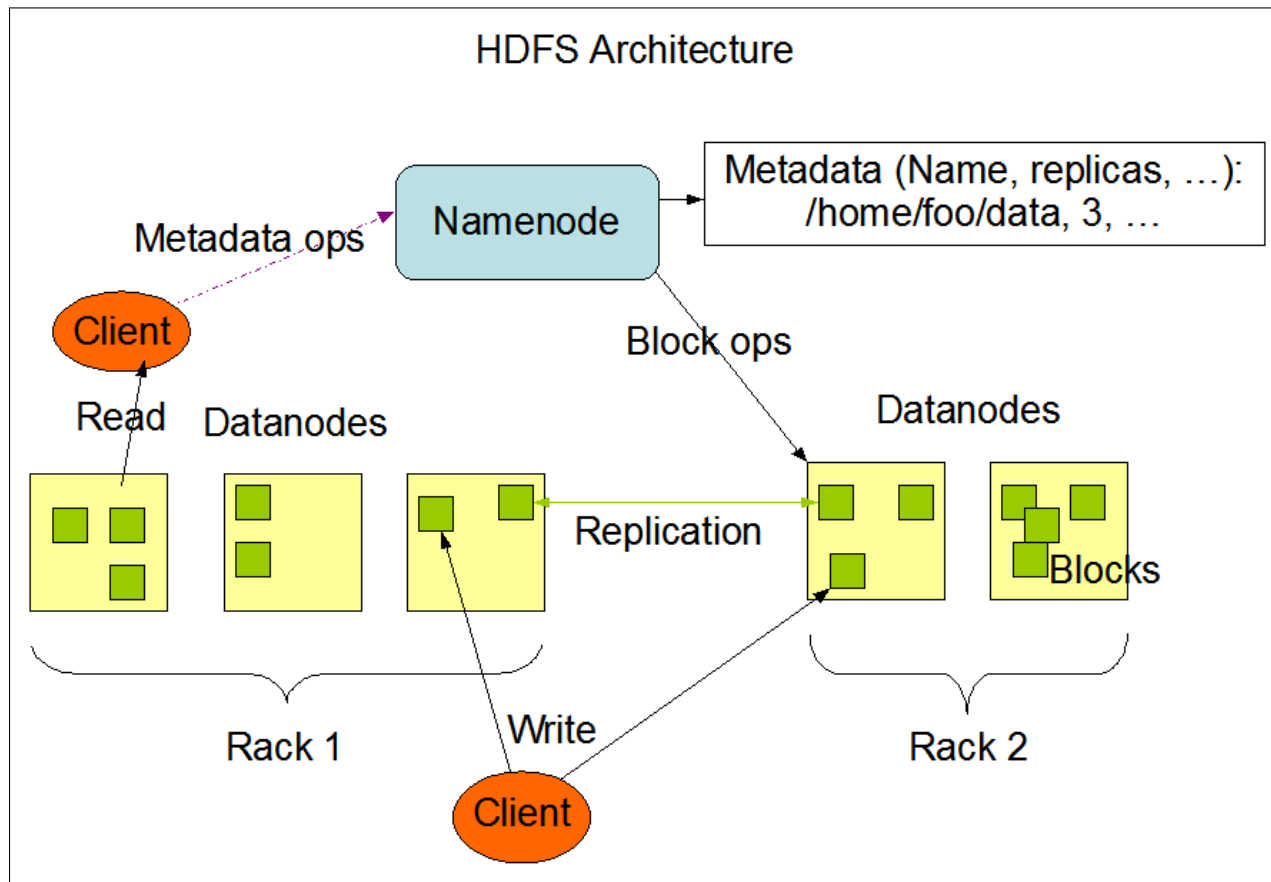 HDFS Architecture
Metadata (Name, replicas, …):
/home/foo/data, 3, …
Namenode
Metadata ops
Client
Block ops
Read
Datanodes
Datanodes
Replication
Blocks
Rack 1
Write
Rack 2
Client